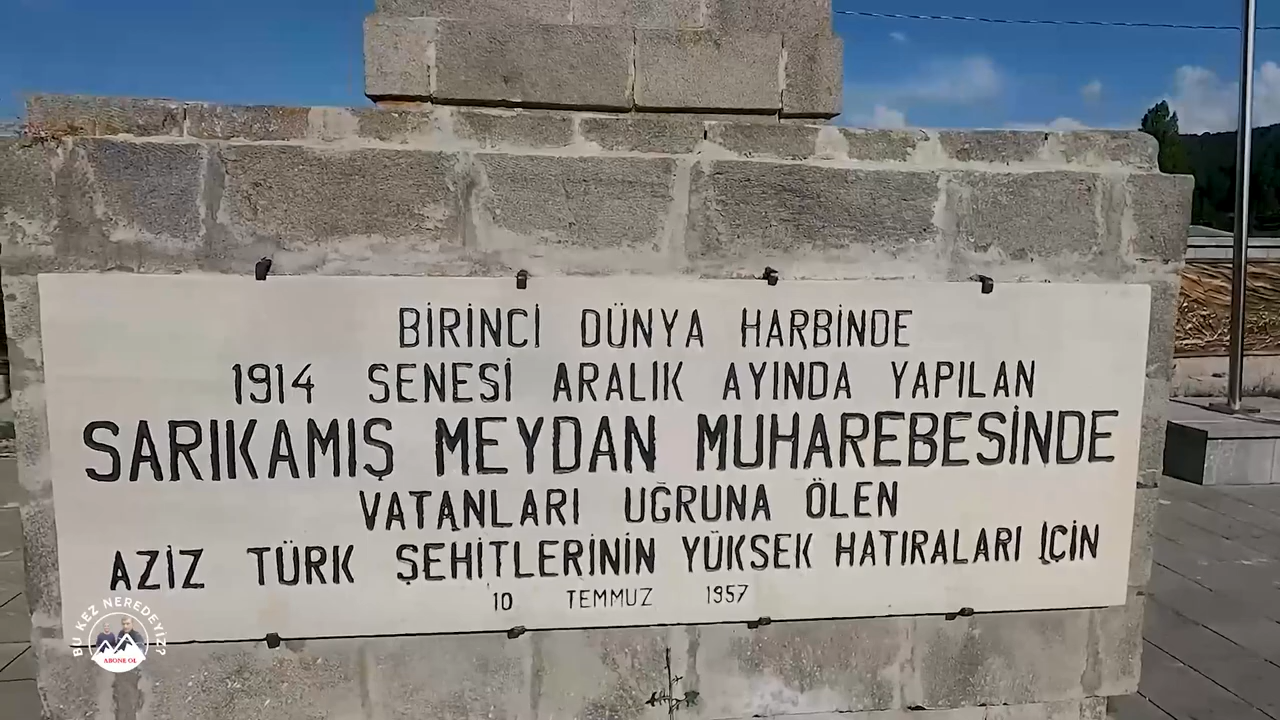 BİRİNCİ DÜNYA HARBİNDE
1914 SENESİ ARALIK AYINDA YAPILAN
SARIKAMIŞ MEYDAN MUHAREBESİNDE
VATANLARI UĞRUNA ÖLEN
AZİZ TÜRK ŞEHİTLERİNİN YÜKSEK HATIRALARI İÇİN
10 TEMMUZ 1957
BU KEZ NEREDEYİZ?
ABONE OL